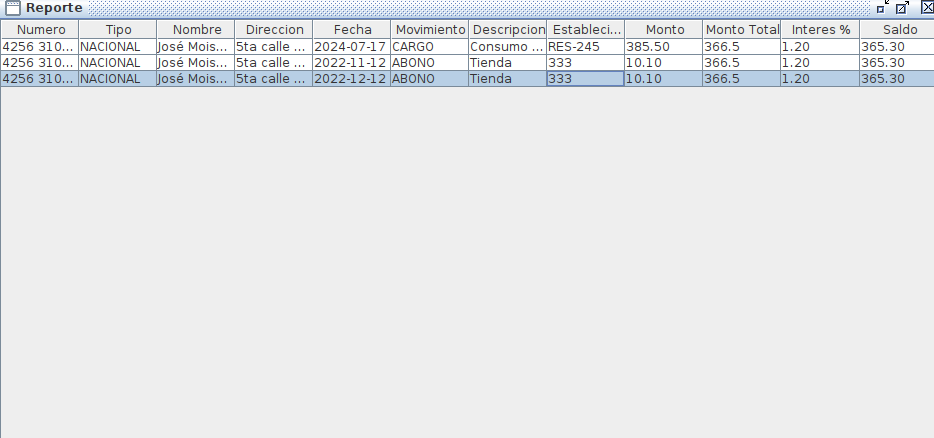 Reporte
Numero Tipo Nombre Direccion Fecha Movimiento Descripcion Estableci... Monto Monto Total Interes % Saldo
4256 310... NACIONAL José Mois... 5ta calle ... 2024-07-17 CARGO Consumo ... RES-245 385.50 366.5 1.20 365.30
4256 310... NACIONAL José Mois... 5ta calle ... 2022-11-12 ABONO Tienda 333 10.10 366.5 1.20 365.30
4256 310... NACIONAL José Mois... 5ta calle ... 2022-12-12 ABONO Tienda 333 10.10 366.5 1.20 365.30